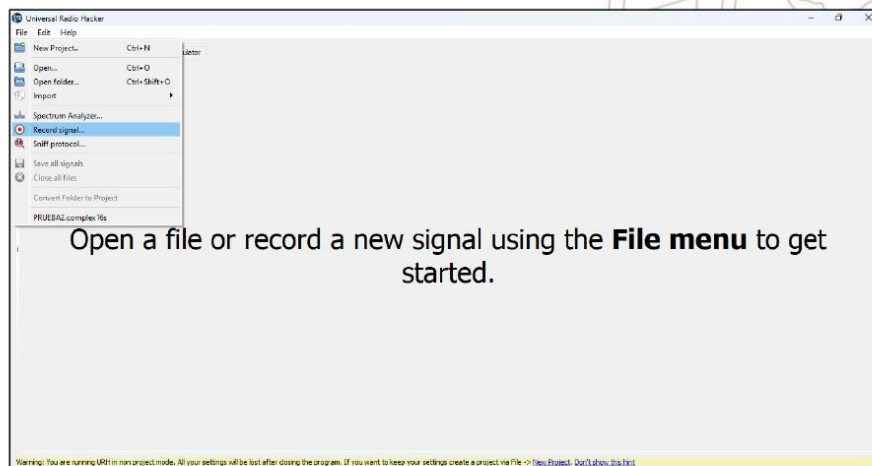 Universal Radio Hacker
File Edit Help
New Project... Ctrl+N
ulator
Open... Ctrl+O
Open folder... Ctrl+Shift+O
Import
Spectrum Analyzer...
Record signal...
Sniff protocol...
Save all signals
Close all files
Convert Folder to Project
PRUEBA2.complex16s
Open a file or record a new signal using the File menu to get
started.
Warning: You are running URH in non project mode. All your settings will be lost after closing the program. If you want to keep your settings create a project via File -> New Project. Don't show this hint